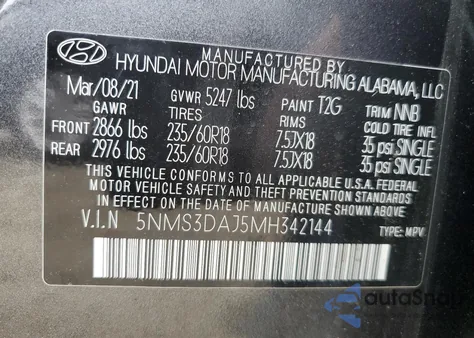 MANUFACTURED BY
HYUNDAI MOTOR MANUFACTURING ALABAMA, LLC
Mar/08/21 GVWR 5247 lbs PAINT T2G TRIM NNB
GAWR TIRES RIMS COLD TIRE INFL
FRONT 2866 lbs 235/60R18 7.5JX18 35 psi SINGLE
REAR 2976 lbs 235/60R18 7.5JX18 35 psi SINGLE
THIS VEHICLE CONFORMS TO ALL APPLICABLE U.S.A. FEDERAL
MOTOR VEHICLE SAFETY AND THEFT PREVENTION STANDARDS
IN EFFECT ON THE DATE OF MANUFACTURE SHOWN ABOVE.
V.I.N 5NMS3DAJ5MH342144
TYPE: MPV
autoSnap